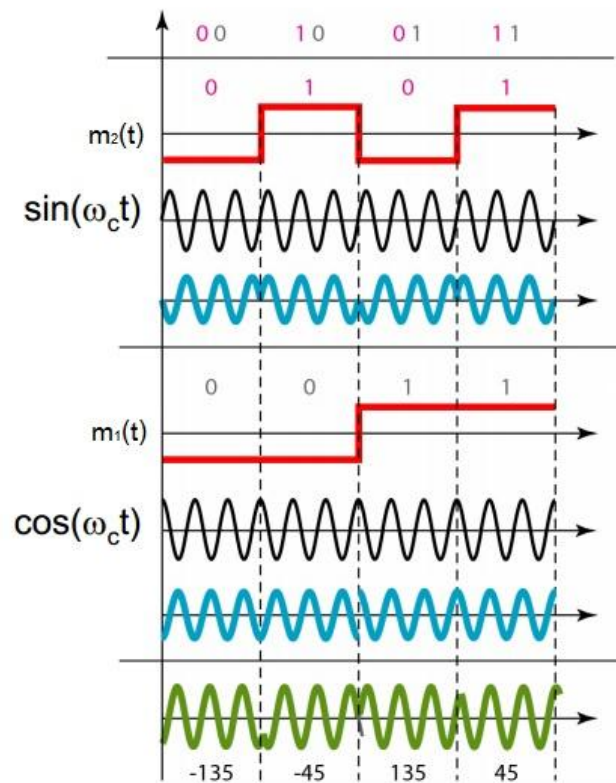 00 10 01 11
0 1 0 1
m₂(t)
sin(ω꜀t)
0 0 1 1
m₁(t)
cos(ω꜀t)
-135 -45 135 45